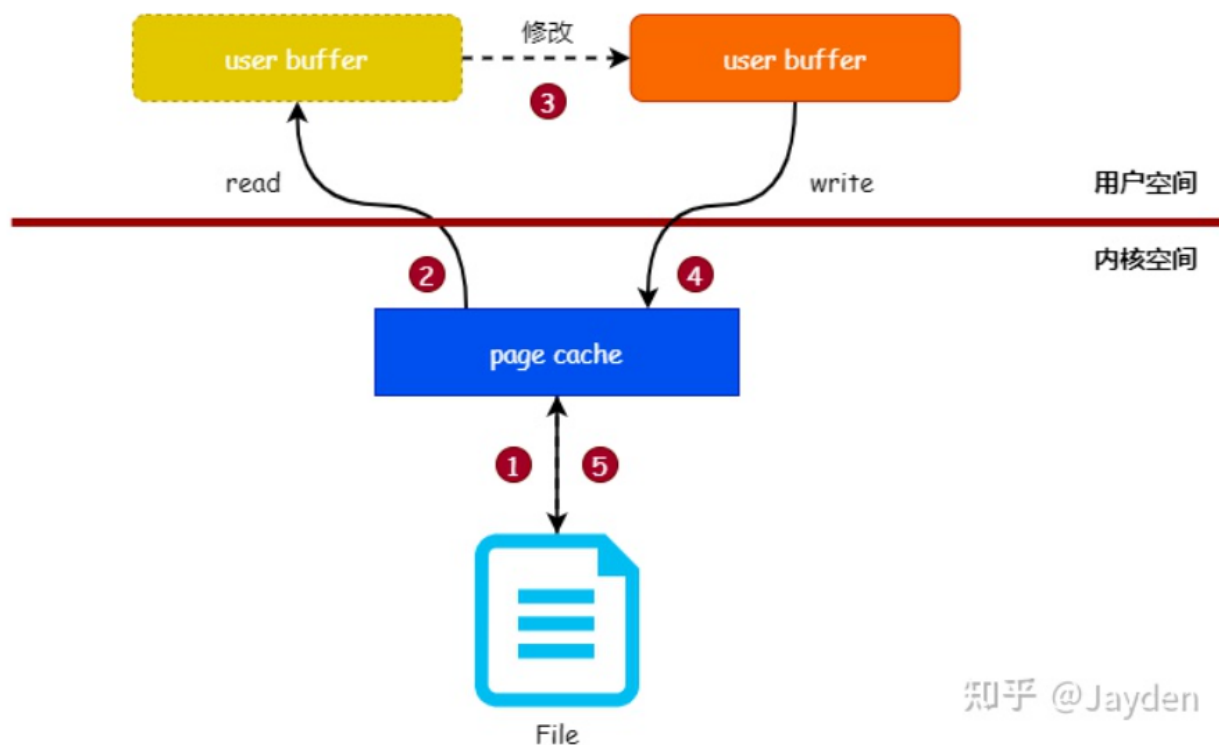 user buffer
修改
user buffer
3
read
write
用户空间
内核空间
2
4
page cache
1
5
File
知乎 @Jayden